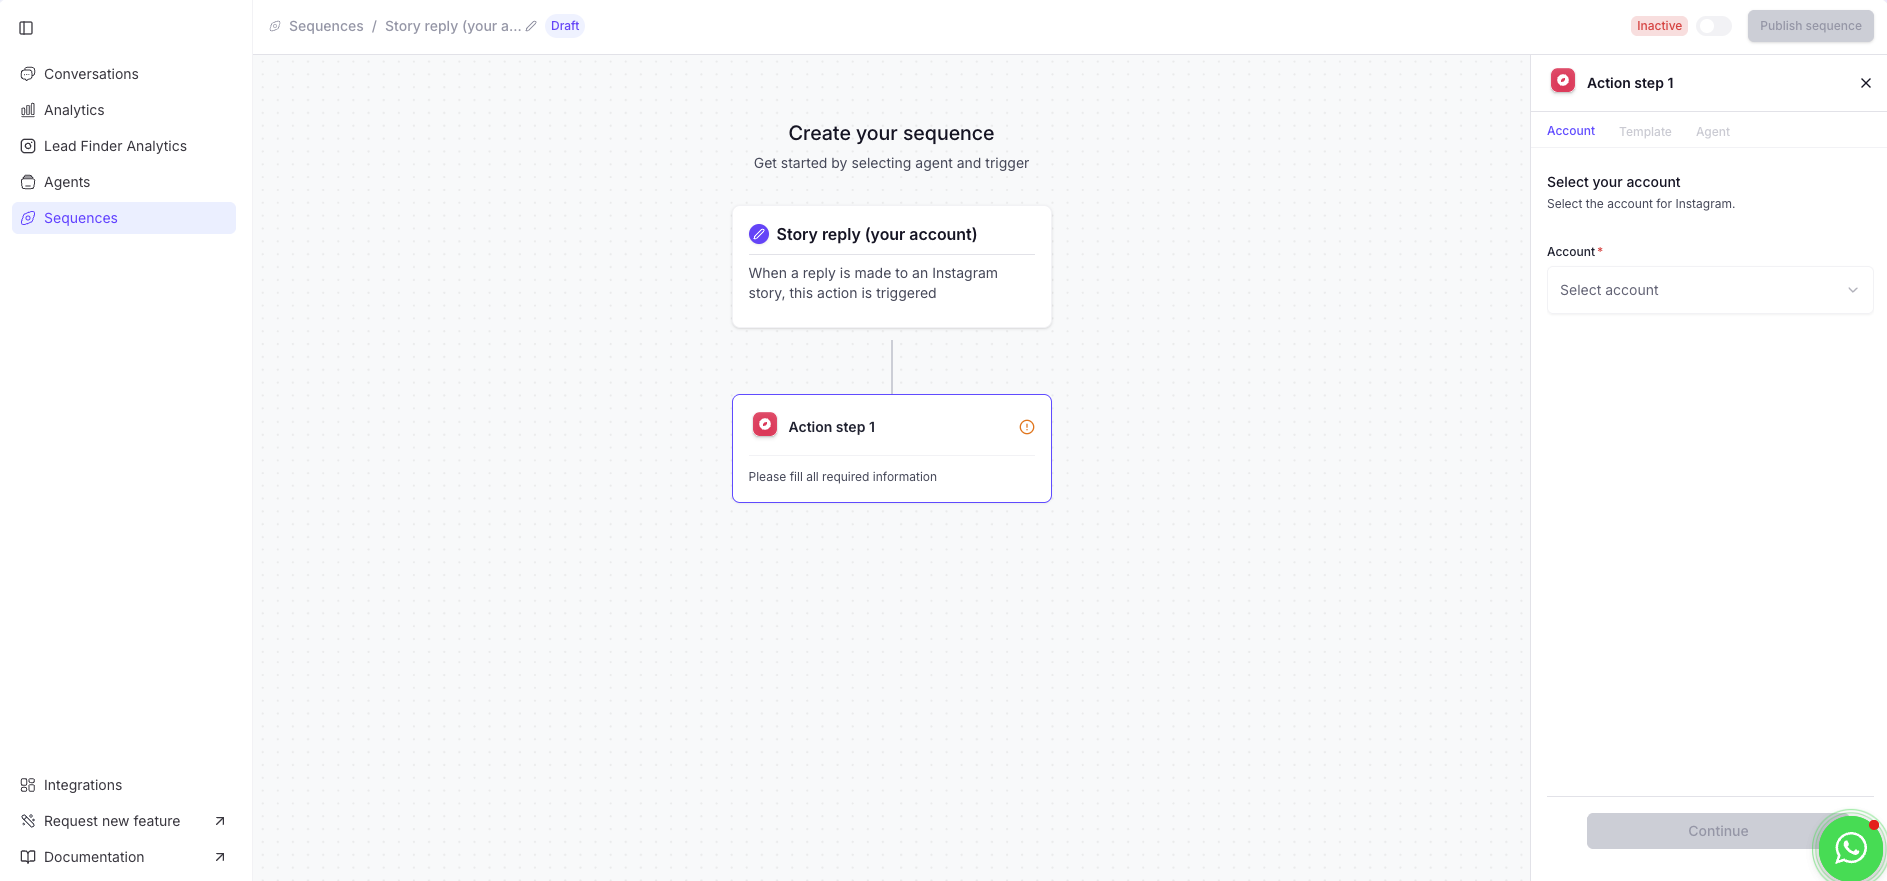 Sequences / Story reply (your a... Draft
Inactive
Publish sequence
Conversations
Analytics
Lead Finder Analytics
Agents
Sequences
Integrations
Request new feature
Documentation
Create your sequence
Get started by selecting agent and trigger
Story reply (your account)
When a reply is made to an Instagram
story, this action is triggered
Action step 1
Please fill all required information
Action step 1
Account Template Agent
Select your account
Select the account for Instagram.
Account*
Select account
Continue